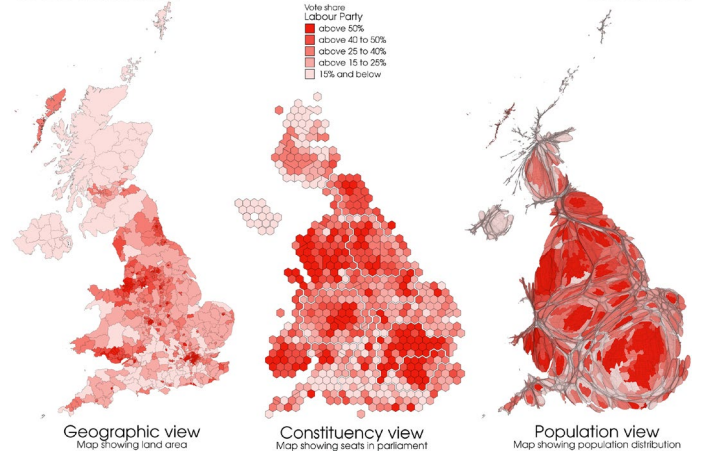 Vote share
Labour Party
above 50%
above 40 to 50%
above 25 to 40%
above 15 to 25%
15% and below
Geographic view
Map showing land area
Constituency view
Map showing seats in parliament
Population view
Map showing population distribution